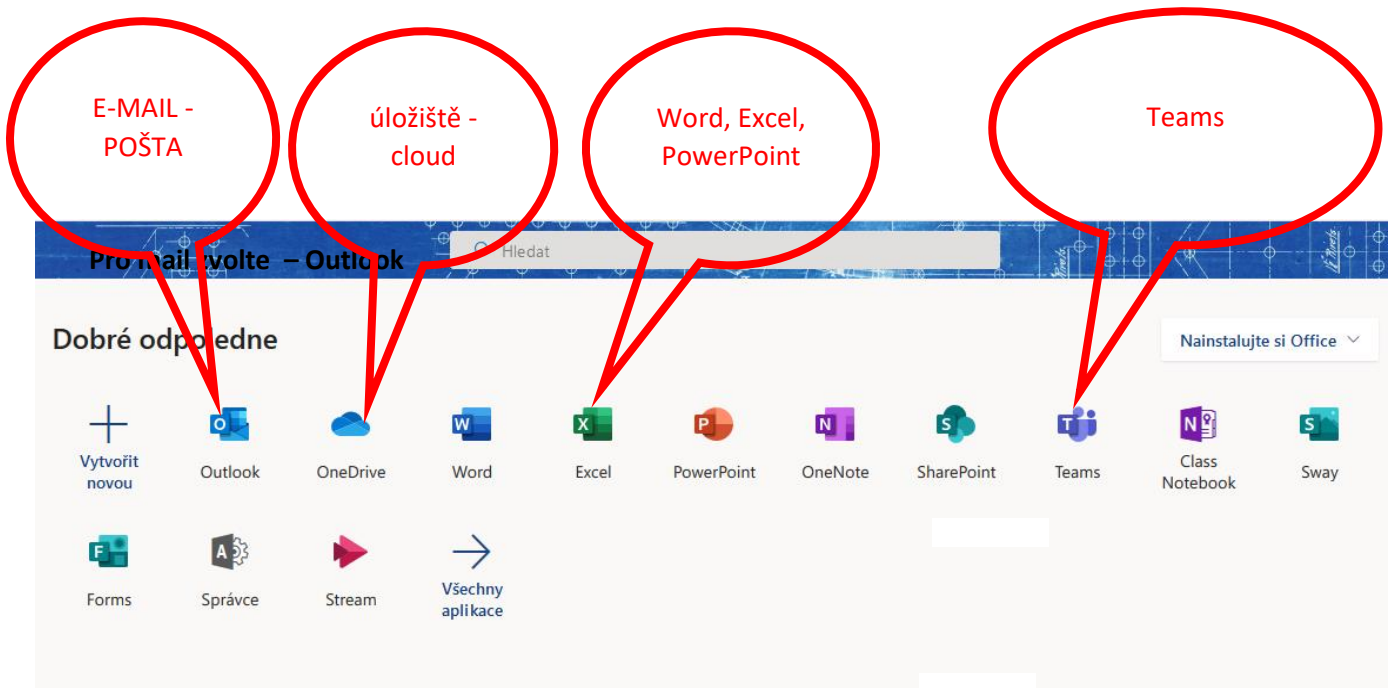 E-MAIL -
POŠTA
úložiště -
cloud
Word, Excel,
PowerPoint
Teams
Pro mail zvolte – Outlook
Hledat
Dobré odpoledne
Nainstalujte si Office
Vytvořit
novou
Outlook
OneDrive
Word
Excel
PowerPoint
OneNote
SharePoint
Teams
Class
Notebook
Sway
Forms
Správce
Stream
Všechny
aplikace